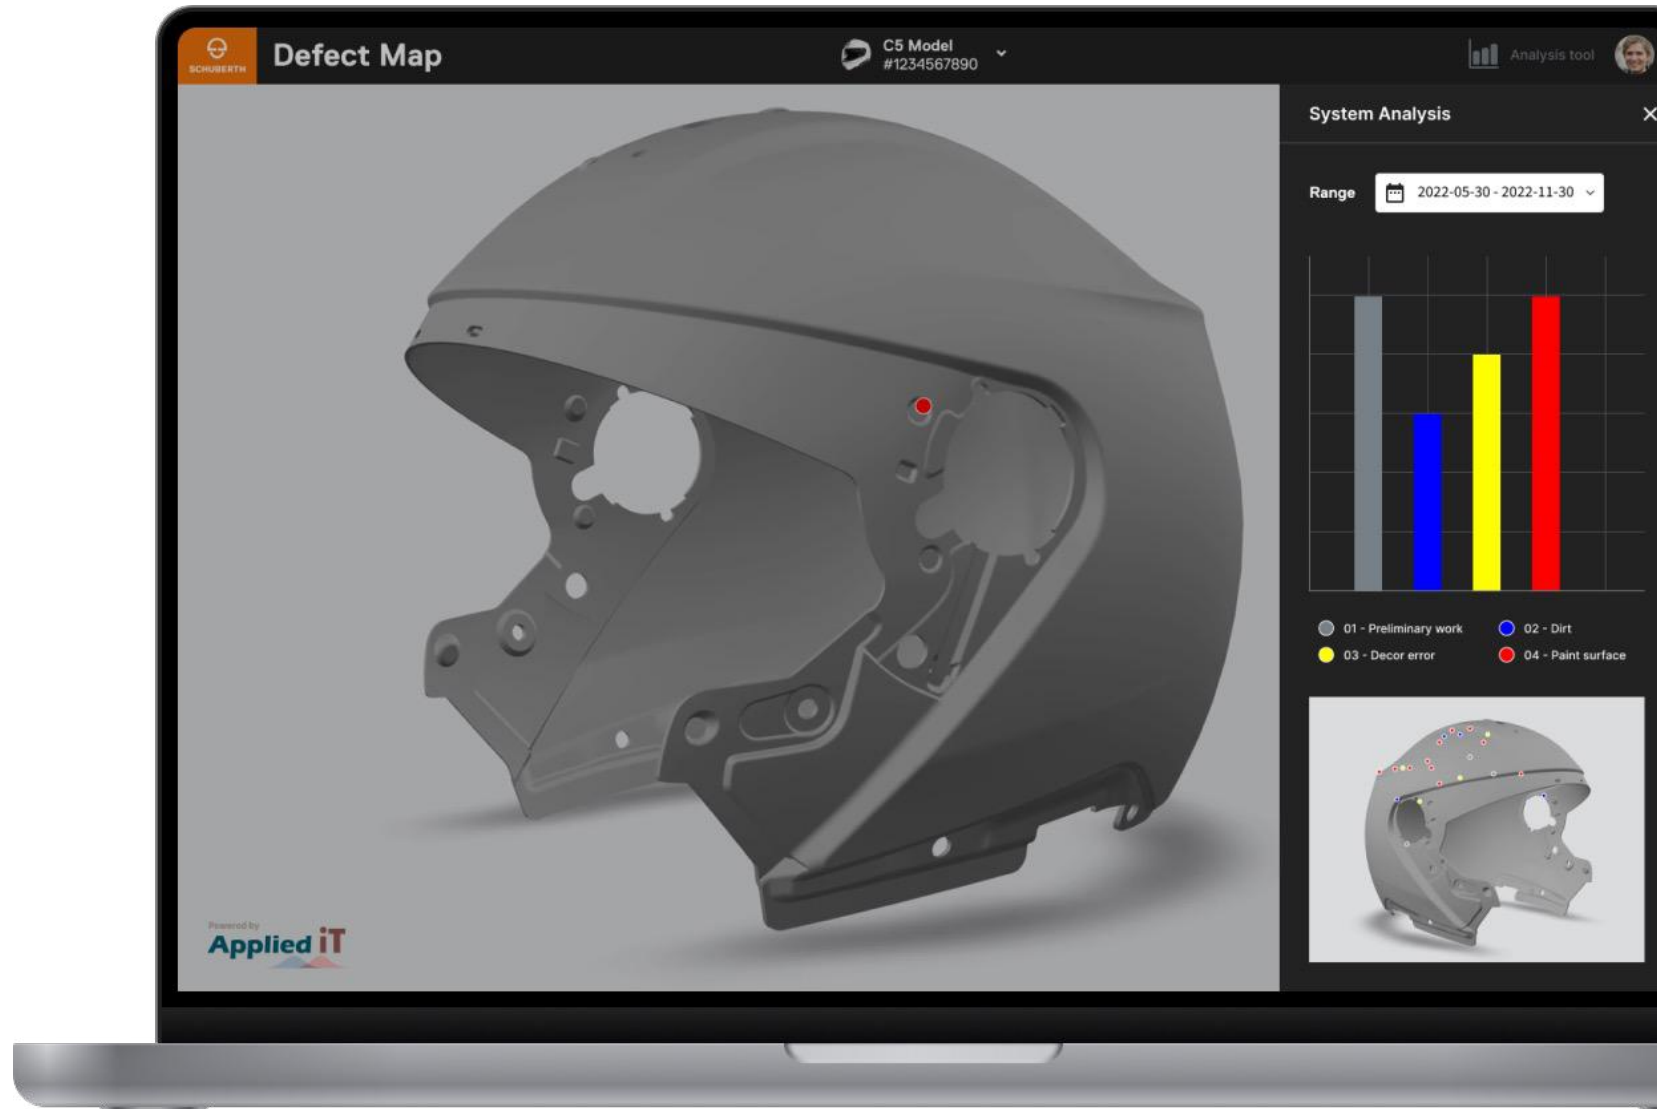 SCHUBERTH
Defect Map
C5 Model
#1234567890
Analysis tool
System Analysis
Range
2022-05-30 - 2022-11-30
01 - Preliminary work
02 - Dirt
03 - Decor error
04 - Paint surface
Powered by
Applied iT